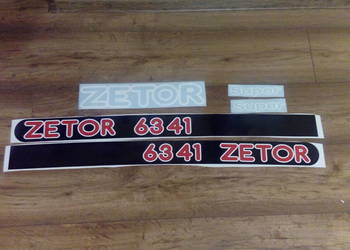 ZETOR
Super
Super
ZETOR 6341
6341 ZETOR